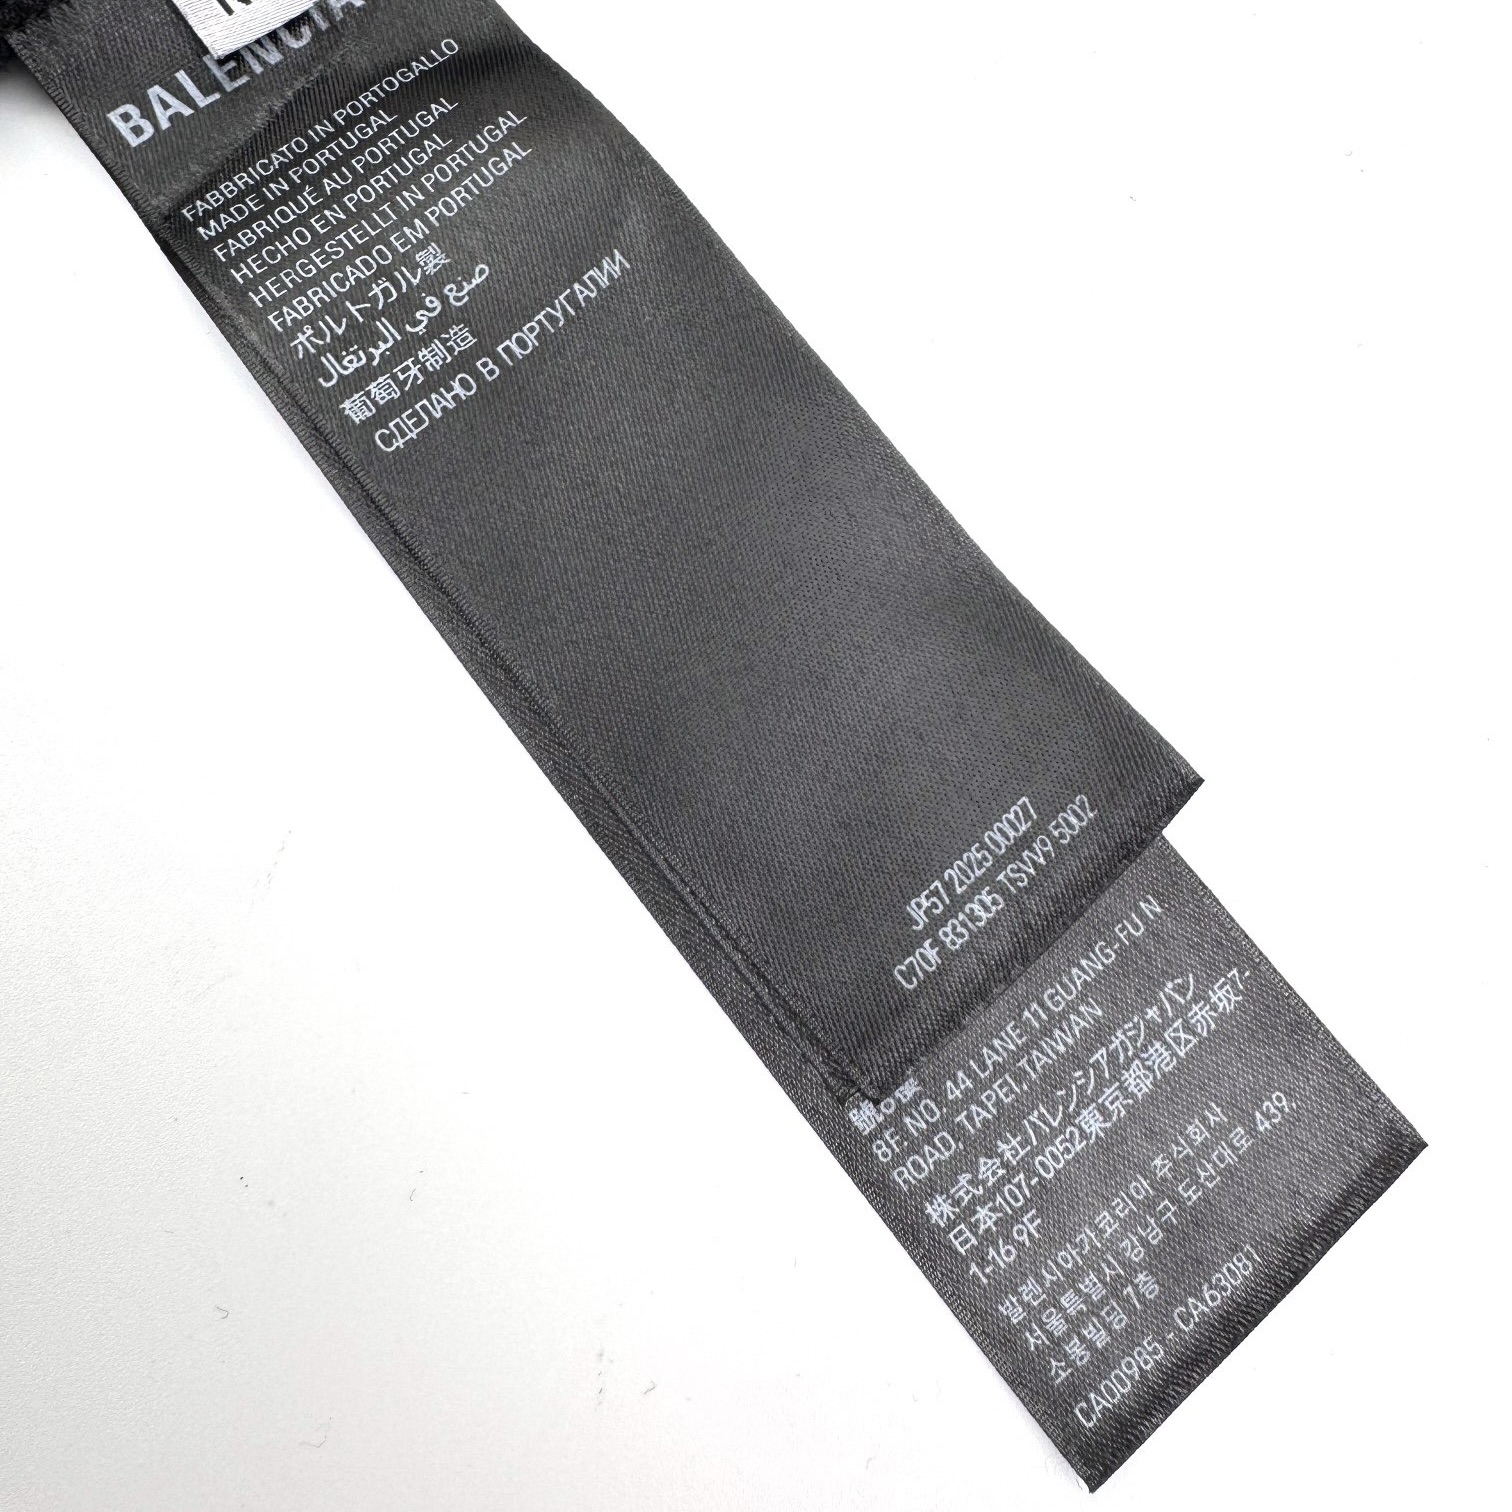 BALENCIA
FABBRICATO IN PORTOGALLO
MADE IN PORTUGAL
FABRIQUÉ AU PORTUGAL
HECHO EN PORTUGAL
HERGESTELLT IN PORTUGAL
FABRICADO EM PORTUGAL
ポルトガル製
صنع في البرتغال
葡萄牙制造
СДЕЛАНО В ПОРТУГАЛИИ
JP57 2025 00027
C70F 831305 TSVV9 5002
8F. NO. 44 LANE 11 GUANG-FU N
ROAD, TAPEI, TAIWAN
株式会社バレンシアガジャパン
日本107-0052東京都港区赤坂7-
1-16 9F
발렌시아가코리아 주식회사
서울특별시 강남구 도산대로 439,
소봉빌딩 7층
CA00985 - CA63081